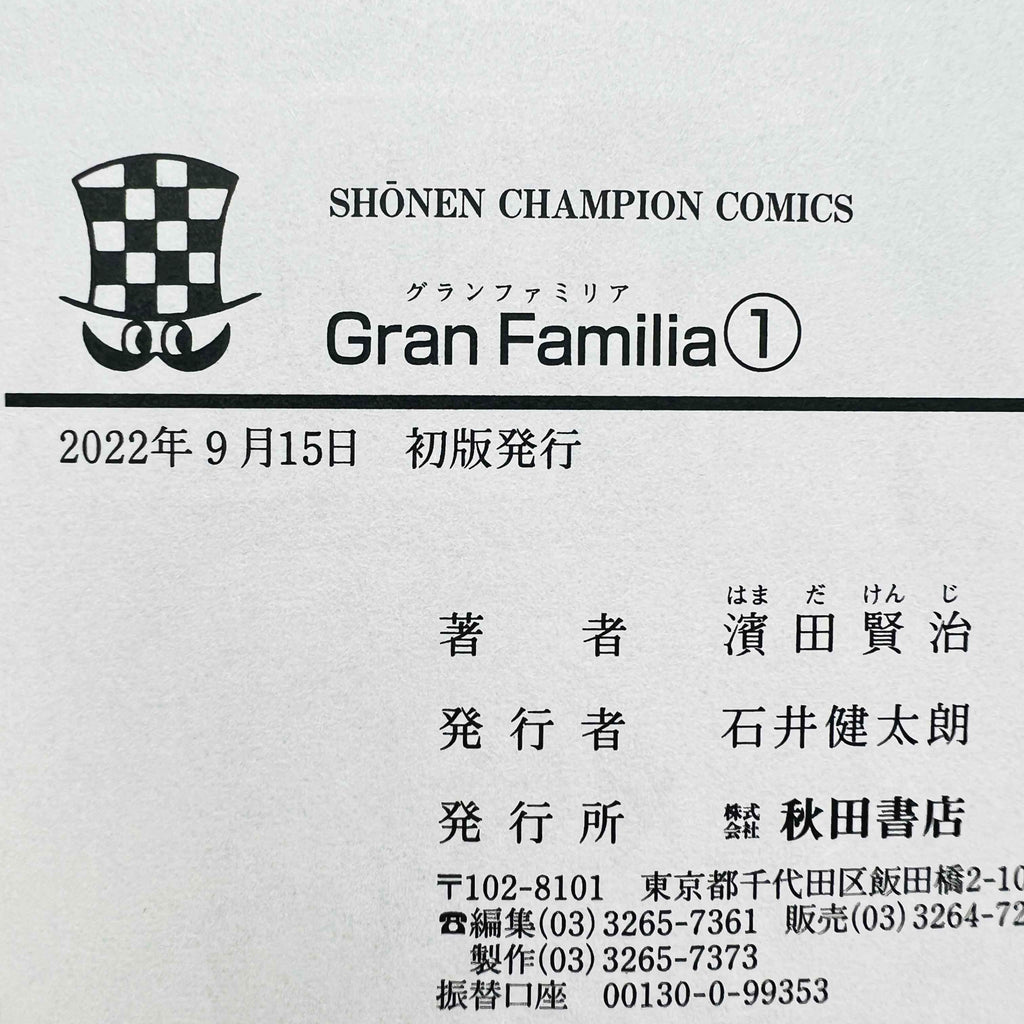 SHŌNEN CHAMPION COMICS
グランファミリア
Gran Familia①
2022年9月15日 初版発行
はまだけんじ
著者 濱田賢治
発行者 石井健太朗
発行所 株式会社 秋田書店
〒102-8101 東京都千代田区飯田橋2-10
☎編集(03)3265-7361 販売(03)3264-72
製作(03)3265-7373
振替口座 00130-0-99353